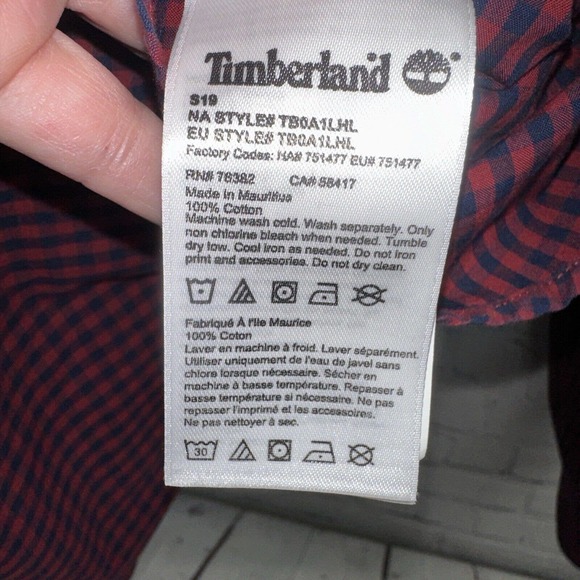 Timberland
S19
NA STYLE# TB0A1LHL
EU STYLE# TB0A1LHL
Factory Codes: NA# 751477 EU# 751477
RN# 76382 CA# 58417
Made in Mauritius
100% Cotton
Machine wash cold. Wash separately. Only
non chlorine bleach when needed. Tumble
dry low. Cool iron as needed. Do not iron
print and accessories. Do not dry clean.
Fabriqué À l'Ile Maurice
100% Coton
Laver en machine à froid. Laver séparément.
Utiliser uniquement de l'eau de javel sans
chlore lorsque nécessaire. Sécher en
machine à basse température. Repasser à
basse température si nécessaire. Ne pas
repasser l'imprimé et les accessoires.
Ne pas nettoyer à sec.
30